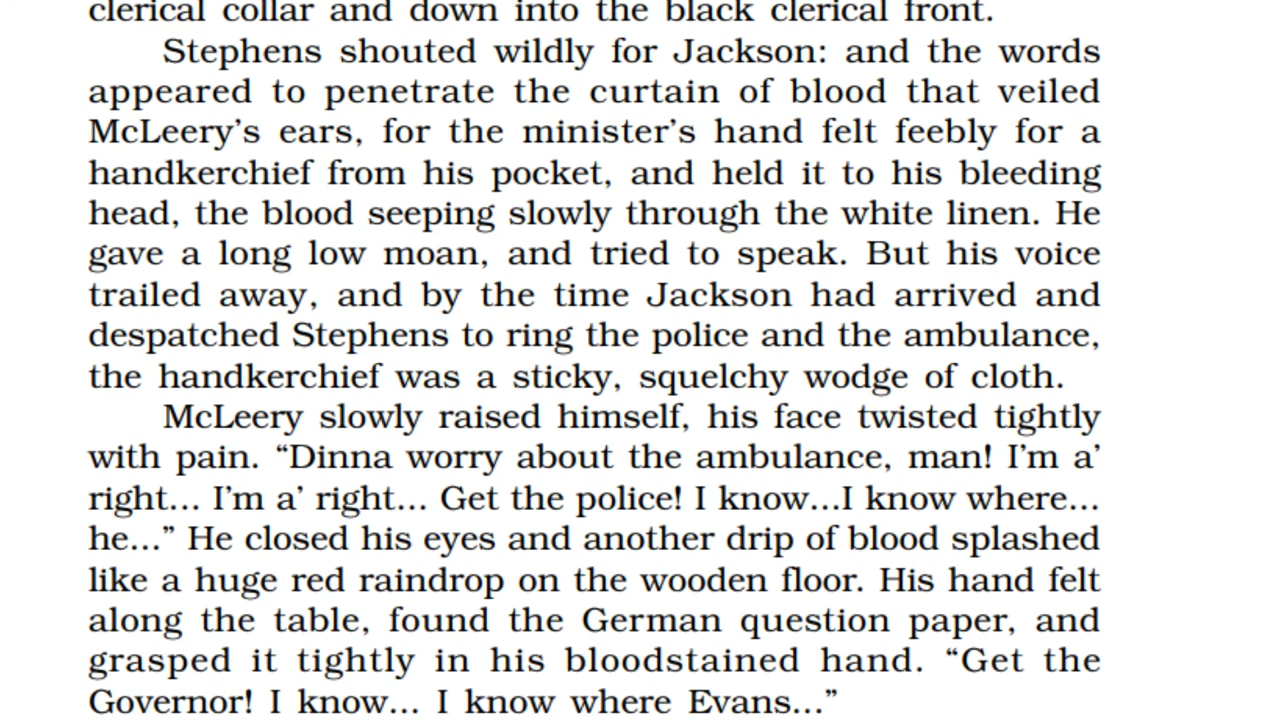 clerical collar and down into the black clerical front.
Stephens shouted wildly for Jackson: and the words
appeared to penetrate the curtain of blood that veiled
McLeery’s ears, for the minister’s hand felt feebly for a
handkerchief from his pocket, and held it to his bleeding
head, the blood seeping slowly through the white linen. He
gave a long low moan, and tried to speak. But his voice
trailed away, and by the time Jackson had arrived and
despatched Stephens to ring the police and the ambulance,
the handkerchief was a sticky, squelchy wodge of cloth.
McLeery slowly raised himself, his face twisted tightly
with pain. “Dinna worry about the ambulance, man! I’m a’
right... I’m a’ right... Get the police! I know...I know where...
he...” He closed his eyes and another drip of blood splashed
like a huge red raindrop on the wooden floor. His hand felt
along the table, found the German question paper, and
grasped it tightly in his bloodstained hand. “Get the
Governor! I know... I know where Evans...”